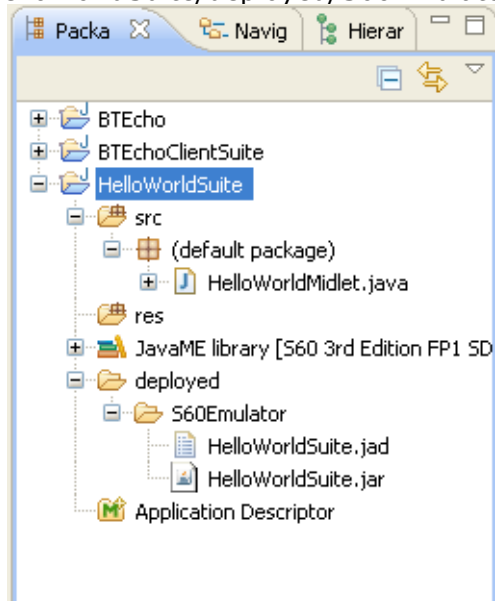 Packa
Navig
Hierar
BTEcho
BTEchoClientSuite
HelloWorldSuite
src
(default package)
HelloWorldMidlet.java
res
JavaME library [S60 3rd Edition FP1 SD
deployed
S60Emulator
HelloWorldSuite.jad
HelloWorldSuite.jar
Application Descriptor